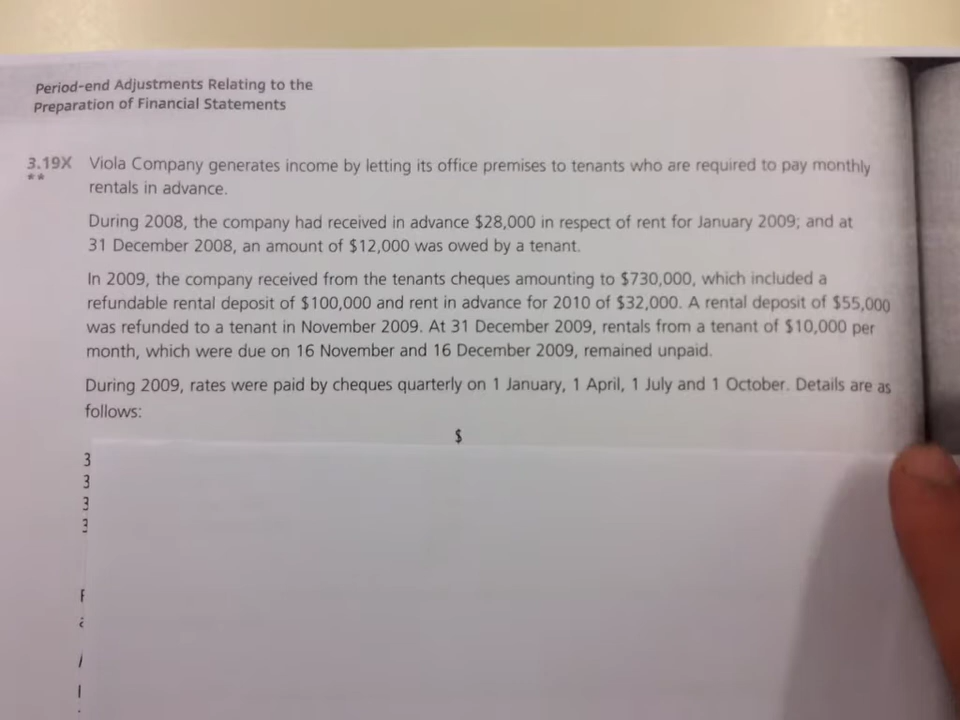 Period-end Adjustments Relating to the
Preparation of Financial Statements
3.19X Viola Company generates income by letting its office premises to tenants who are required to pay monthly
** rentals in advance.
During 2008, the company had received in advance $28,000 in respect of rent for January 2009; and at
31 December 2008, an amount of $12,000 was owed by a tenant.
In 2009, the company received from the tenants cheques amounting to $730,000, which included a
refundable rental deposit of $100,000 and rent in advance for 2010 of $32,000. A rental deposit of $55,000
was refunded to a tenant in November 2009. At 31 December 2009, rentals from a tenant of $10,000 per
month, which were due on 16 November and 16 December 2009, remained unpaid.
During 2009, rates were paid by cheques quarterly on 1 January, 1 April, 1 July and 1 October. Details are as
follows:
$
3
3
3
3